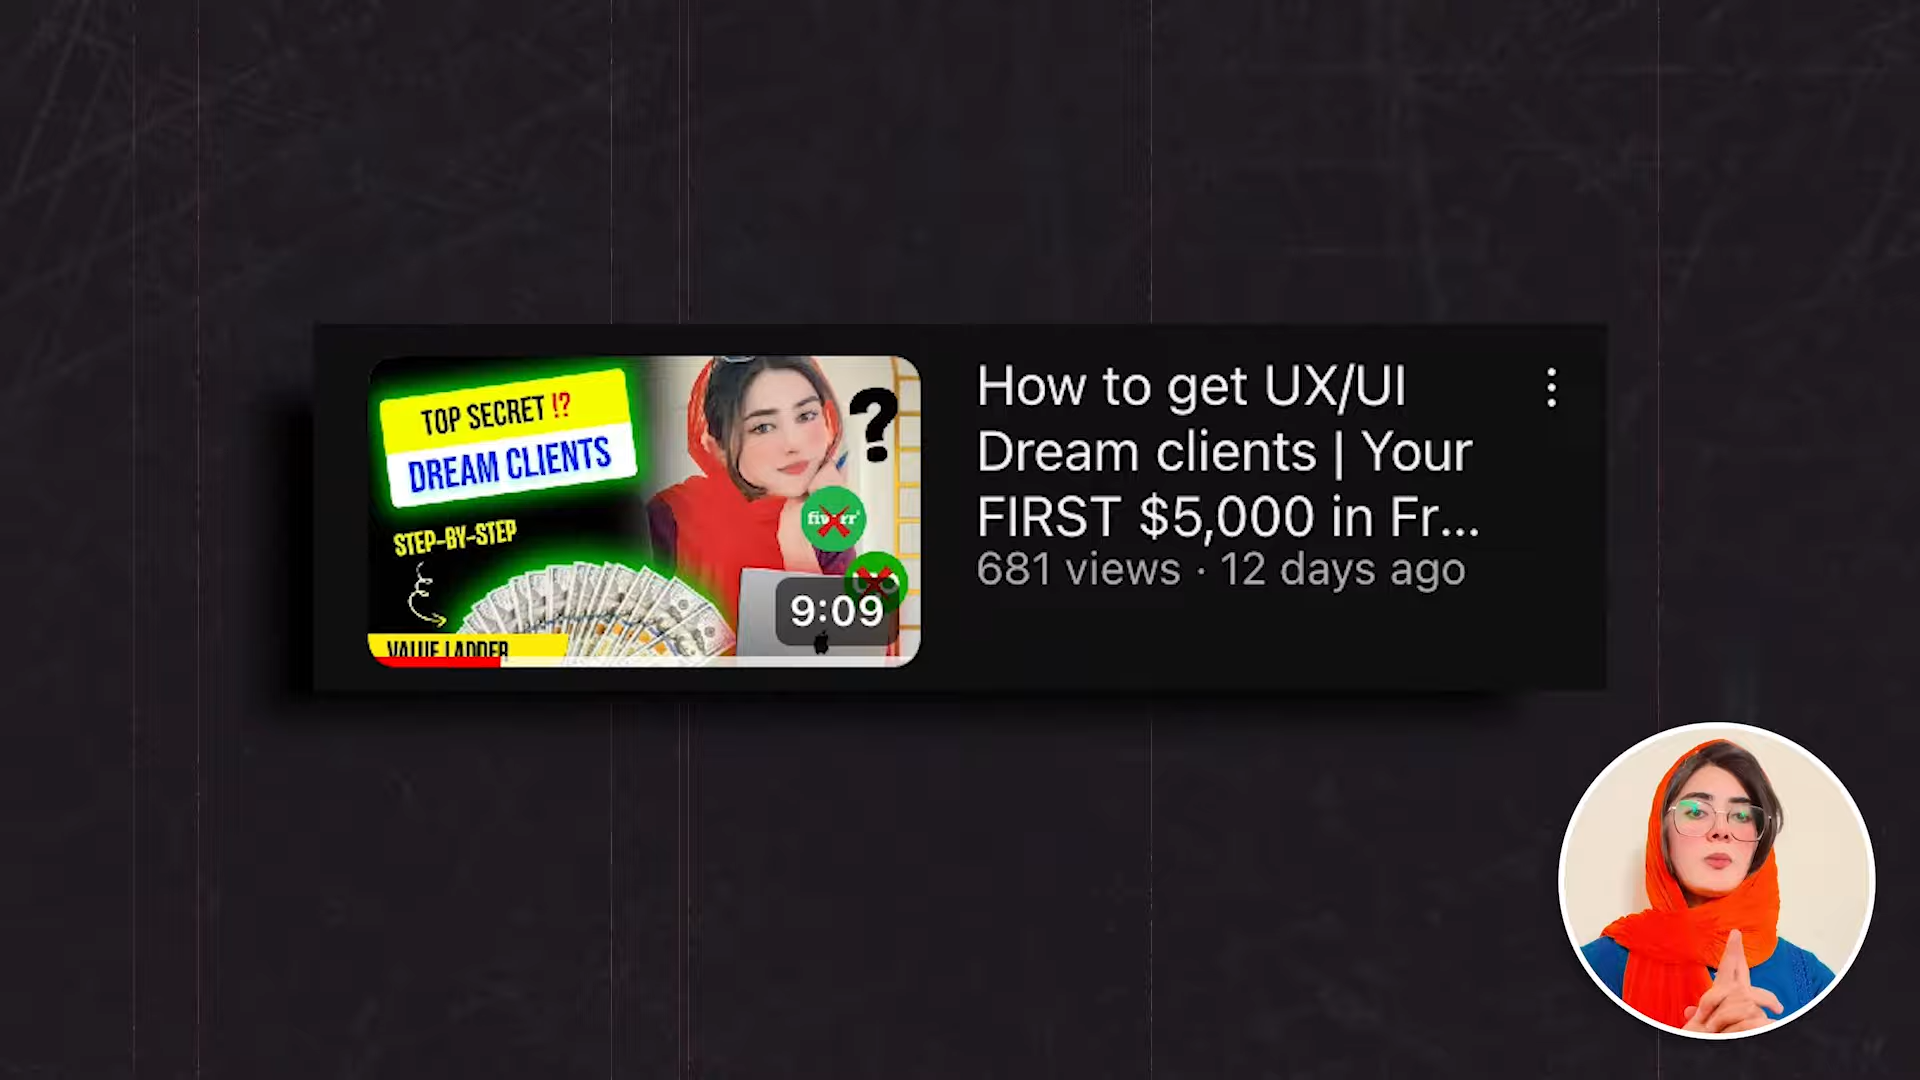 TOP SECRET !?
DREAM CLIENTS
STEP-BY-STEP
VALUE LADDER
9:09
How to get UX/UI
Dream clients | Your
FIRST $5,000 in Fr...
681 views · 12 days ago